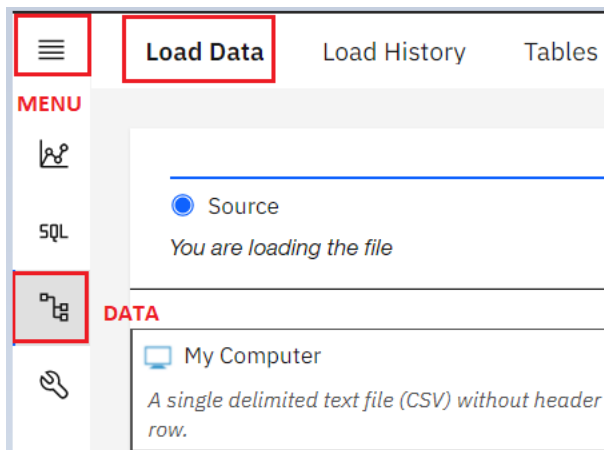 Load Data Load History Tables
MENU
Source
SQL
You are loading the file
DATA
My Computer
A single delimited text file (CSV) without header
row.